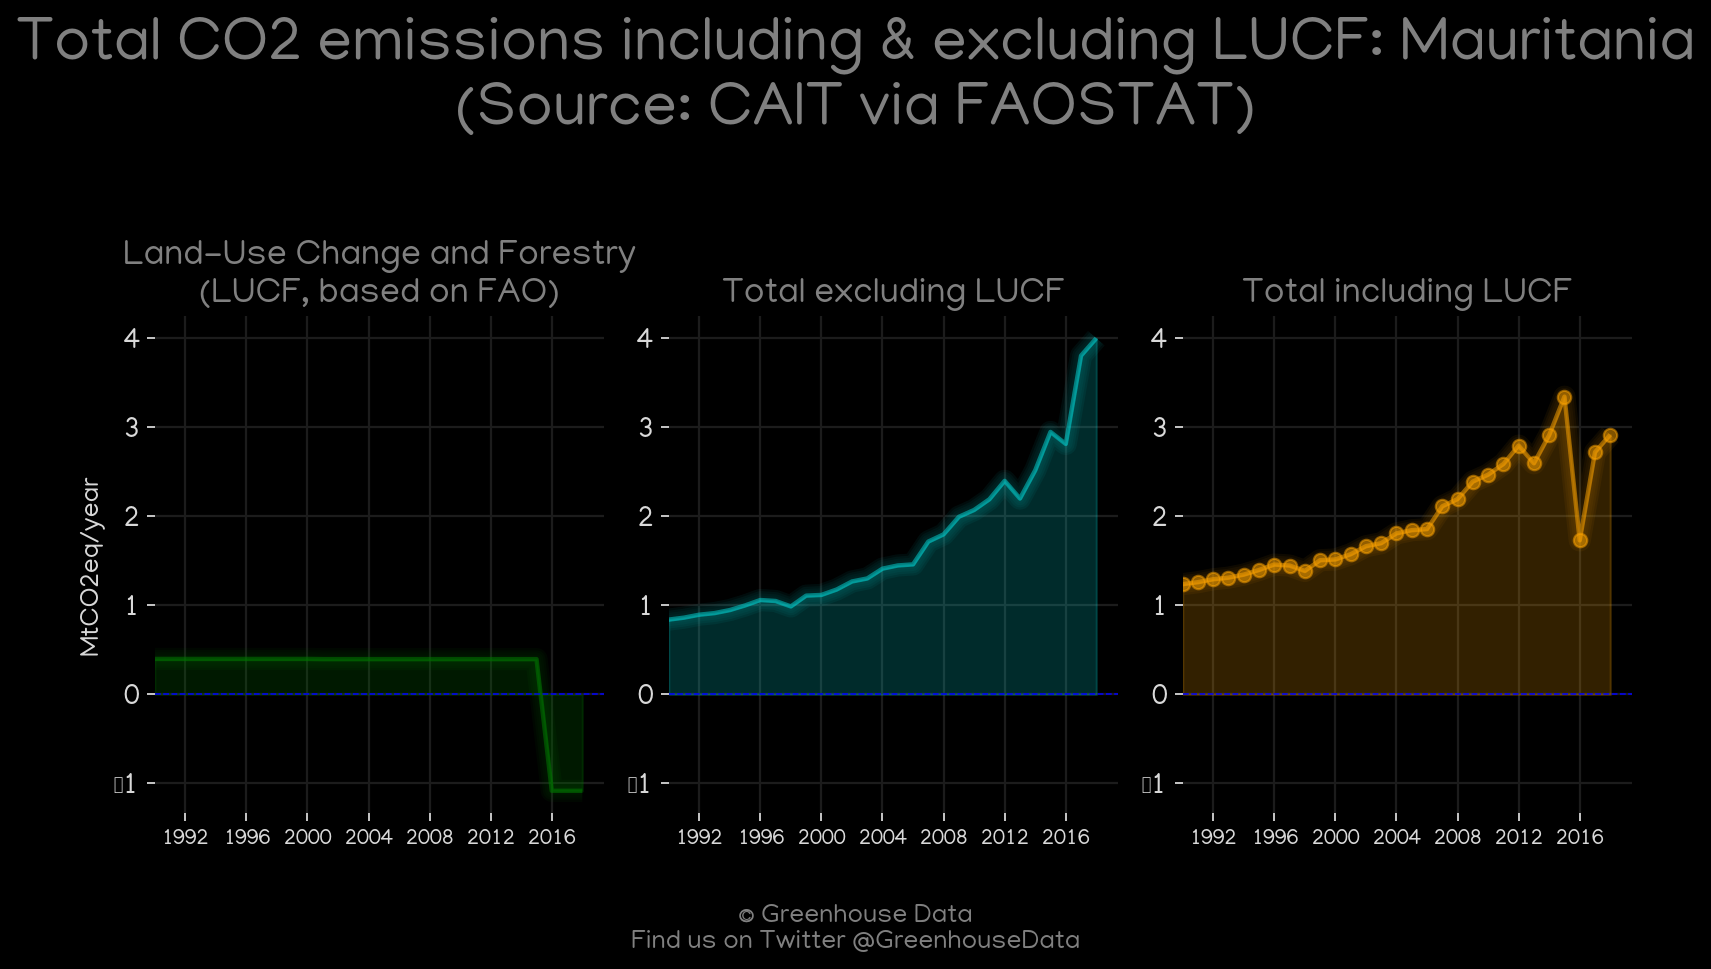 Total CO2 emissions including & excluding LUCF: Mauritania
(Source: CAIT via FAOSTAT)
Land-Use Change and Forestry
(LUCF, based on FAO)
Total excluding LUCF
Total including LUCF
MtCO2eq/year
4
3
2
1
0
▯1
1992 1996 2000 2004 2008 2012 2016
4
3
2
1
0
▯1
1992 1996 2000 2004 2008 2012 2016
4
3
2
1
0
▯1
1992 1996 2000 2004 2008 2012 2016
© Greenhouse Data
Find us on Twitter @GreenhouseData